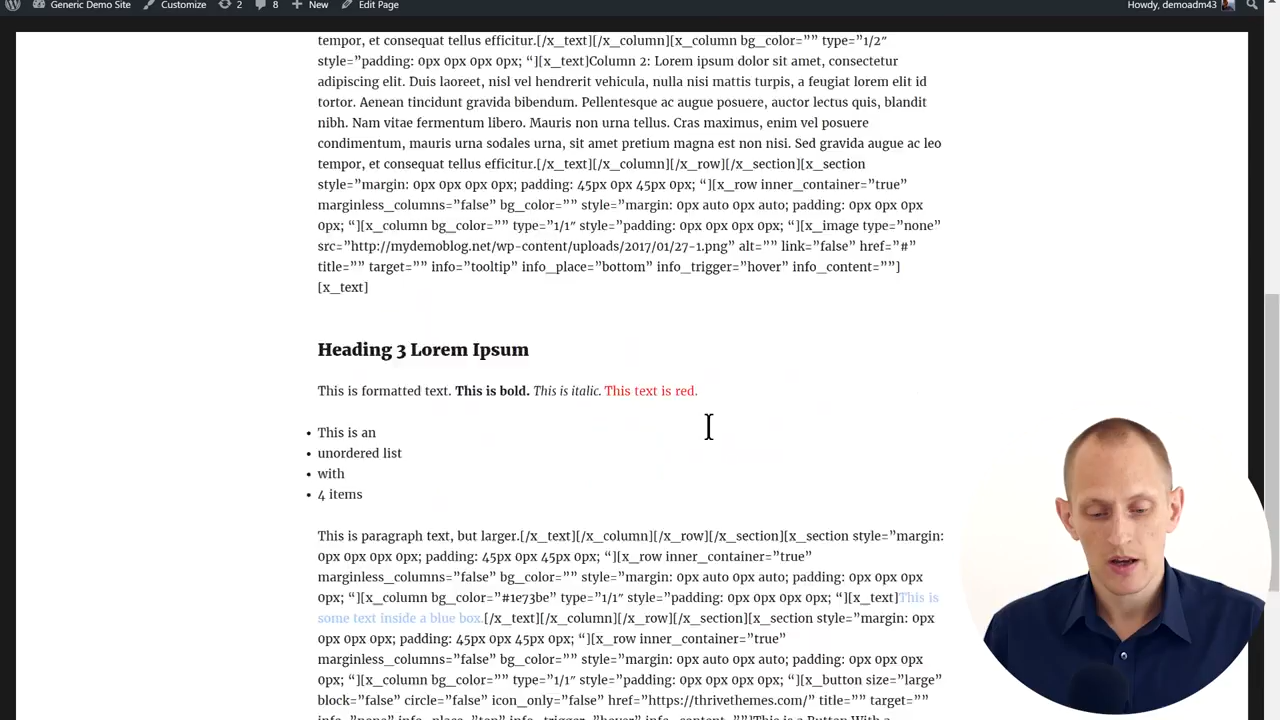 Generic Demo Site Customize 2 8 New Edit Page Howdy, demoadm43
tempor, et consequat tellus efficitur.[/x_text][/x_column][x_column bg_color=”” type=”1/2″
style=”padding: 0px 0px 0px 0px; “][x_text]Column 2: Lorem ipsum dolor sit amet, consectetur
adipiscing elit. Duis laoreet, nisl vel hendrerit vehicula, nulla nisi mattis turpis, a feugiat lorem elit id
tortor. Aenean tincidunt gravida bibendum. Pellentesque ac augue posuere, auctor lectus quis, blandit
nibh. Nam vitae fermentum libero. Mauris non urna tellus. Cras maximus, enim vel posuere
condimentum, mauris urna sodales urna, sit amet pretium magna est non nisi. Sed gravida augue ac leo
tempor, et consequat tellus efficitur.[/x_text][/x_column][/x_row][/x_section][x_section
style=”margin: 0px 0px 0px 0px; padding: 45px 0px 45px 0px; “][x_row inner_container=”true”
marginless_columns=”false” bg_color=”” style=”margin: 0px auto 0px auto; padding: 0px 0px 0px
0px; “][x_column bg_color=”” type=”1/1″ style=”padding: 0px 0px 0px 0px; “][x_image type=”none”
src=”http://mydemoblog.net/wp-content/uploads/2017/01/27-1.png” alt=”” link=”false” href=”#”
title=”” target=”” info=”tooltip” info_place=”bottom” info_trigger=”hover” info_content=””]
[x_text]
Heading 3 Lorem Ipsum
This is formatted text. This is bold. This is italic. This text is red.
• This is an
• unordered list
• with
• 4 items
This is paragraph text, but larger.[/x_text][/x_column][/x_row][/x_section][x_section style=”margin:
0px 0px 0px 0px; padding: 45px 0px 45px 0px; “][x_row inner_container=”true”
marginless_columns=”false” bg_color=”” style=”margin: 0px auto 0px auto; padding: 0px 0px 0px
0px; “][x_column bg_color=”#1e73be” type=”1/1″ style=”padding: 0px 0px 0px 0px; “][x_text]This is
some text inside a blue box.[/x_text][/x_column][/x_row][/x_section][x_section style=”margin: 0px
0px 0px 0px; padding: 45px 0px 45px 0px; “][x_row inner_container=”true”
marginless_columns=”false” bg_color=”” style=”margin: 0px auto 0px auto; padding: 0px 0px 0px
0px; “][x_column bg_color=”” type=”1/1″ style=”padding: 0px 0px 0px 0px; “][x_button size=”large”
block=”false” circle=”false” icon_only=”false” href=”https://thrivethemes.com/” title=”” target=””
info=”none” info_place=”top” info_trigger=”hover” info_content=””]This is a Button With a